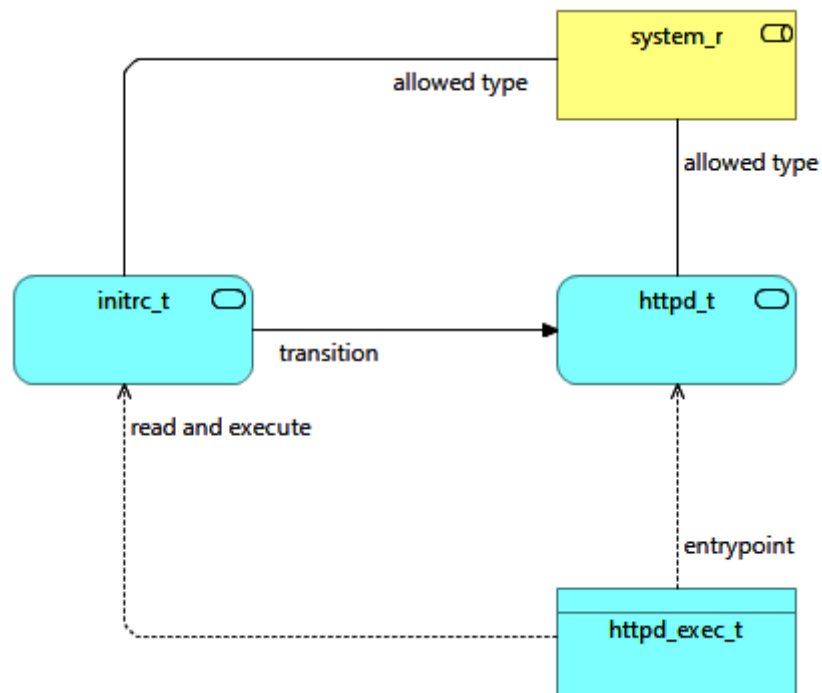 system_r
allowed type
allowed type
initrc_t
httpd_t
transition
read and execute
entrypoint
httpd_exec_t